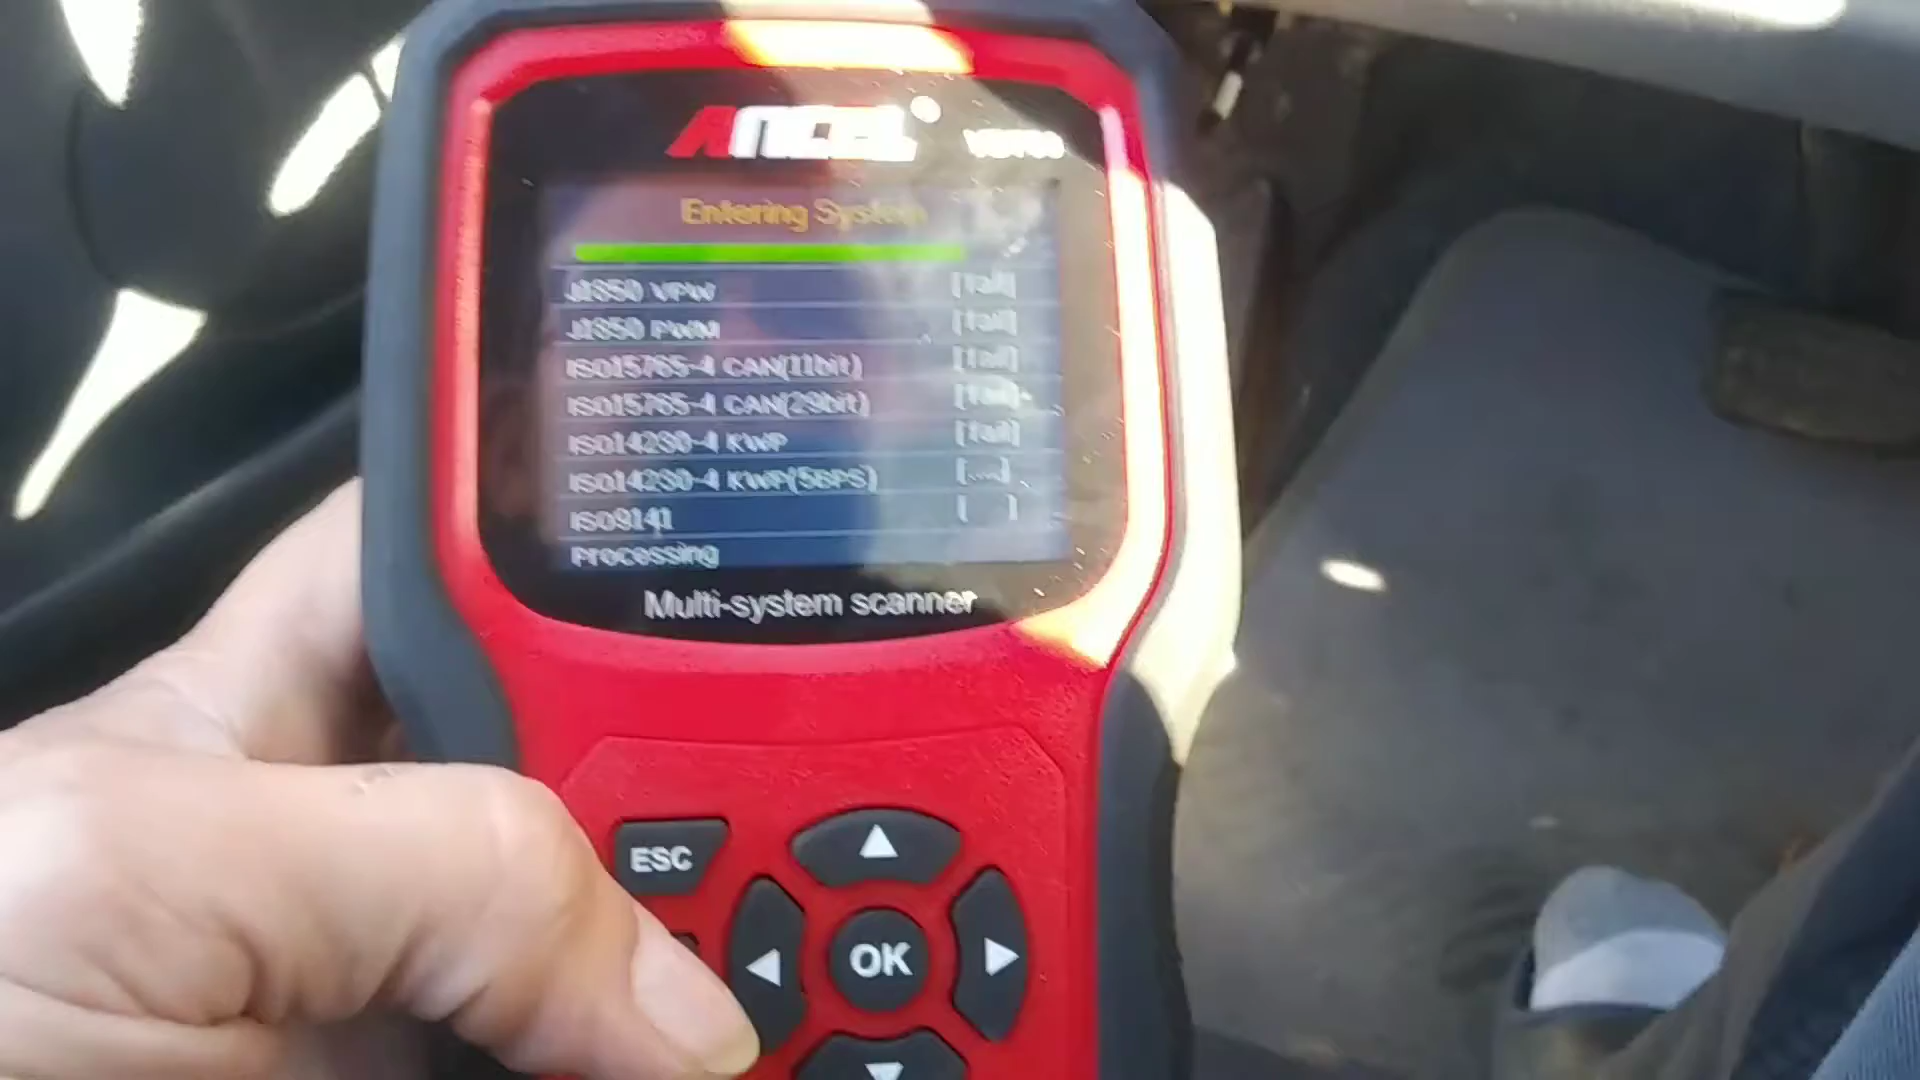 ANCEL®
Entering System
J1850 VPW [fail]
J1850 PWM [fail]
ISO15765-4 CAN(11bit) [fail]
ISO15765-4 CAN(29bit) [fail]
ISO14230-4 KWP [fail]
ISO14230-4 KWP(5BPS) [....]
ISO9141 [ ]
Processing
Multi-system scanner
ESC
OK